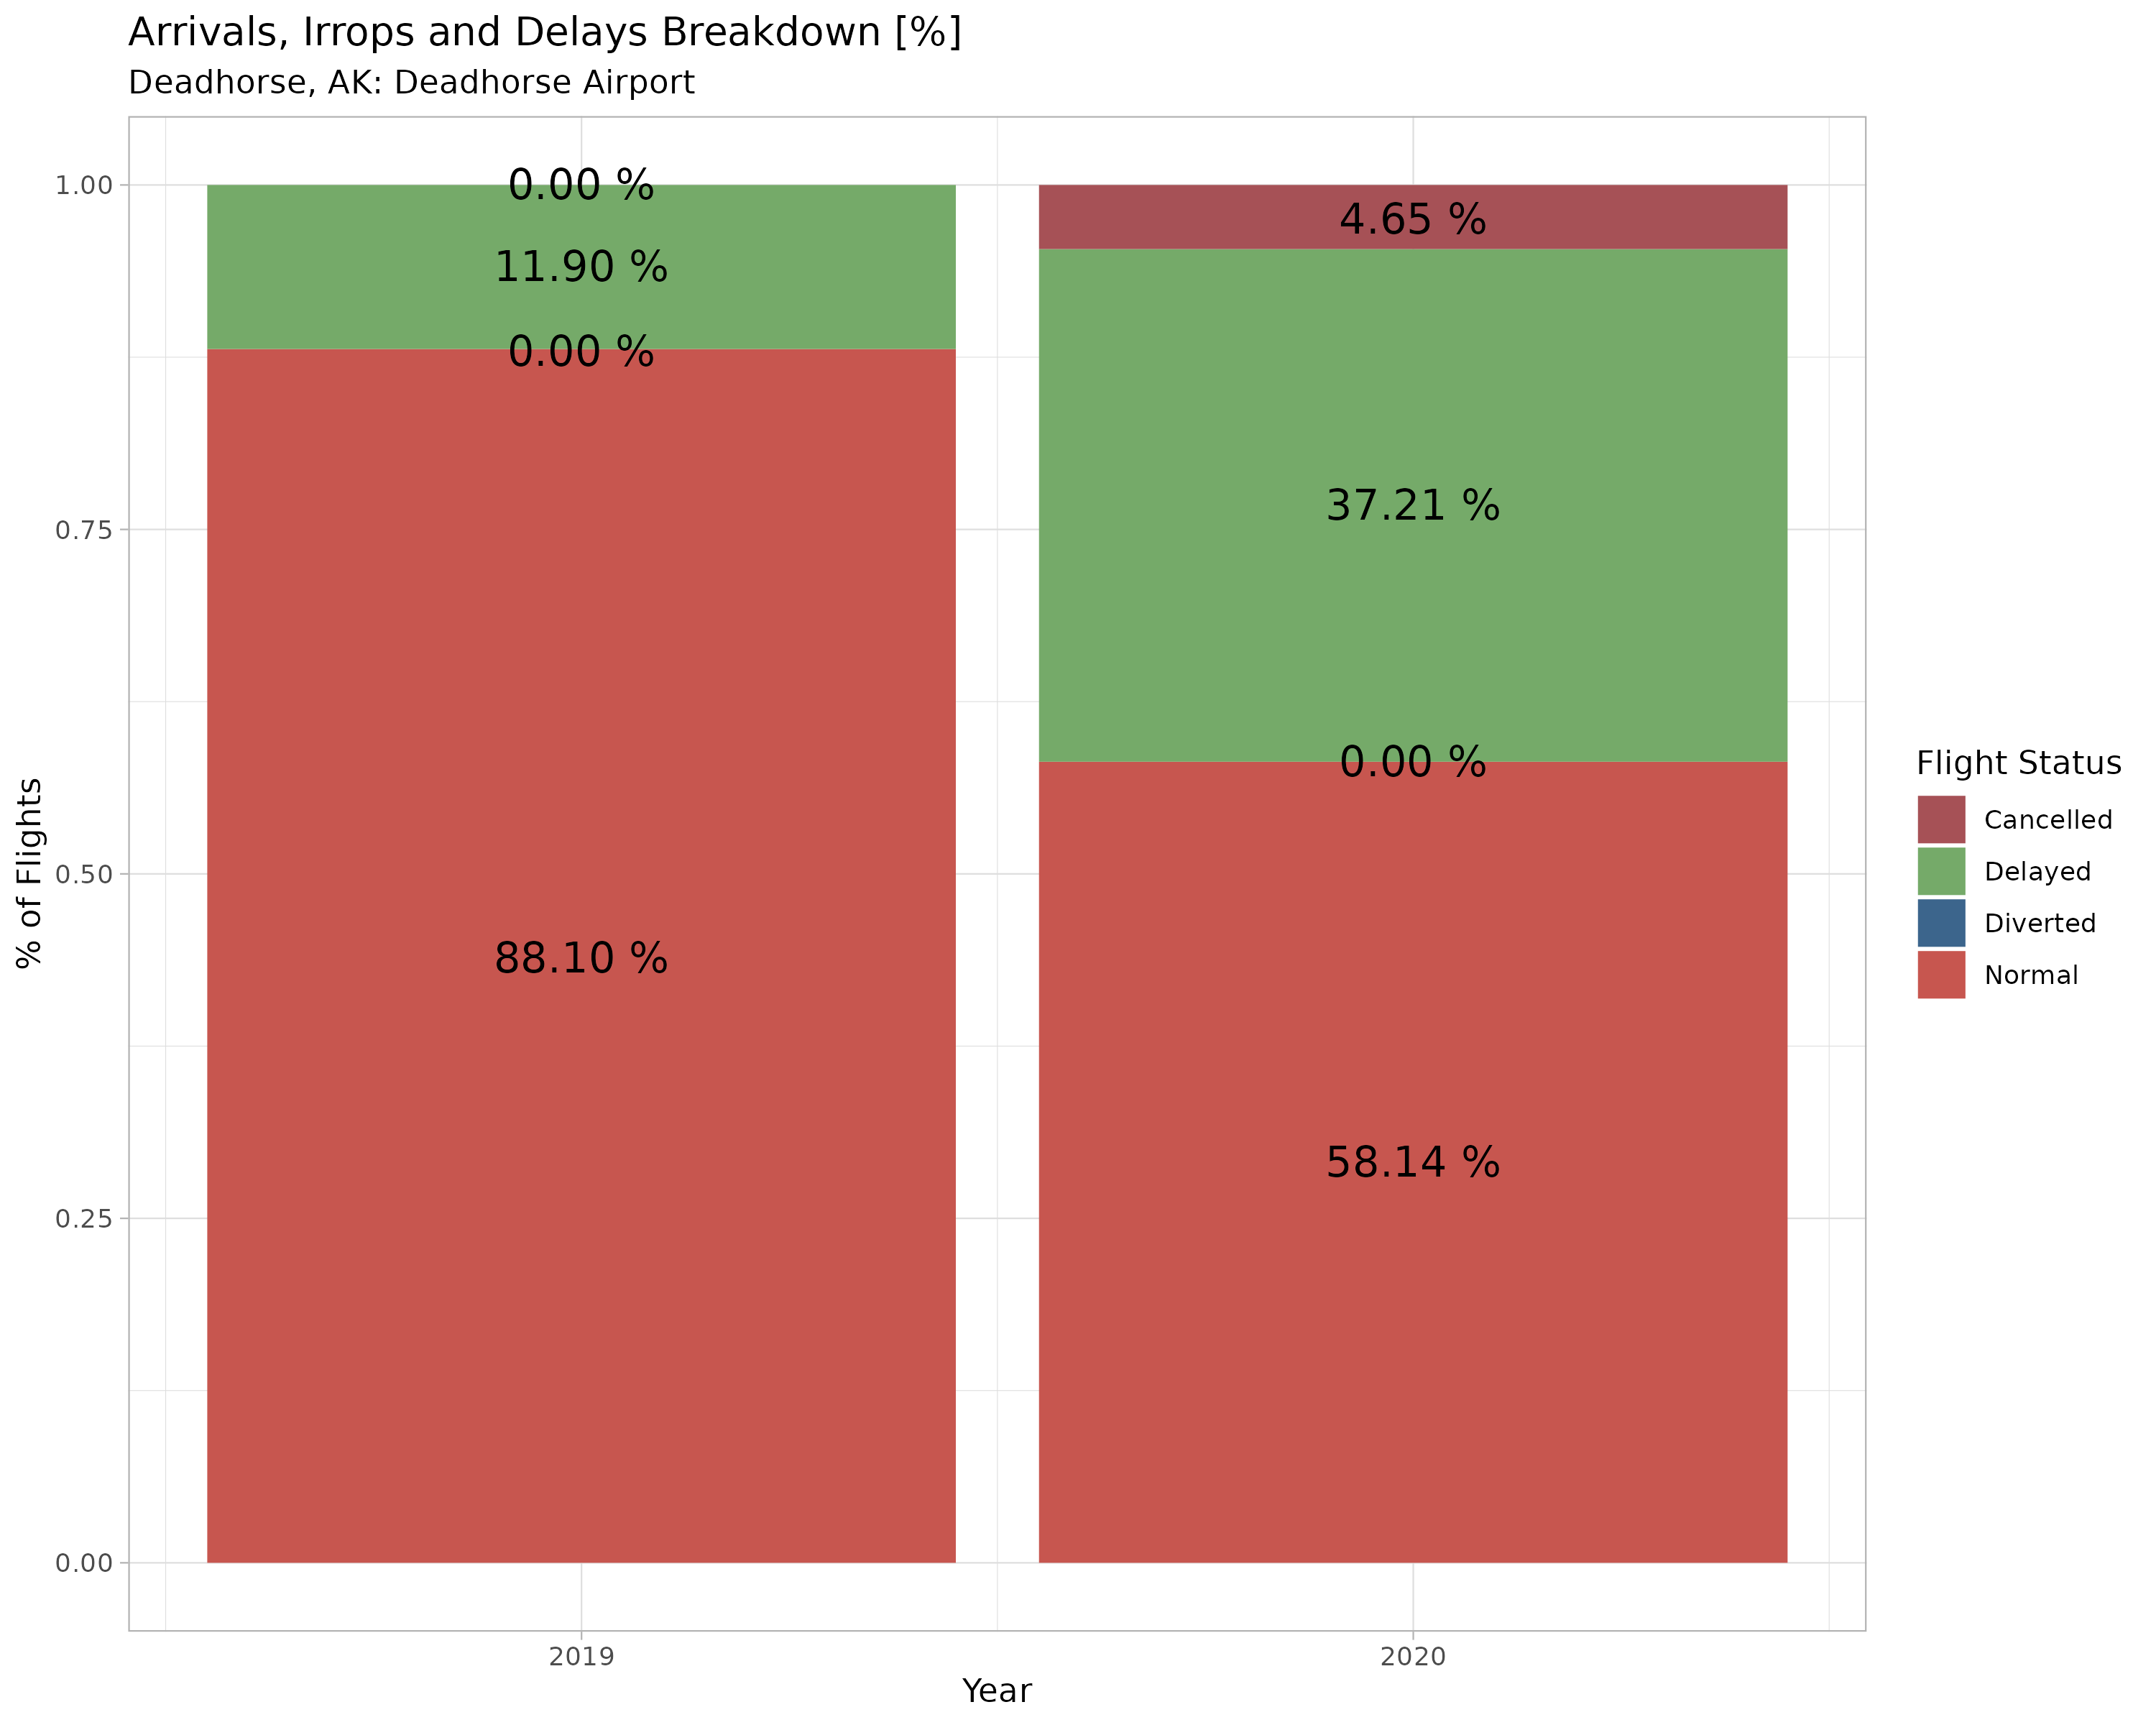 Arrivals, Irrops and Delays Breakdown [%]
Deadhorse, AK: Deadhorse Airport
% of Flights
1.00
0.75
0.50
0.25
0.00
0.00 %
11.90 %
0.00 %
88.10 %
4.65 %
37.21 %
0.00 %
58.14 %
2019
2020
Year
Flight Status
Cancelled
Delayed
Diverted
Normal